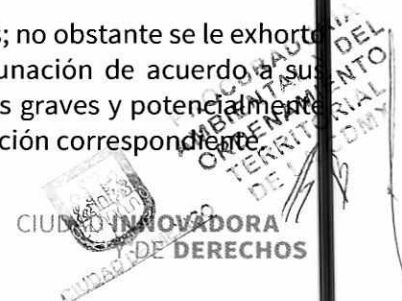 s; no obstante se le exhortó
unación de acuerdo a sus
s graves y potencialmente
ción correspondiente.
PROCURADURÍA
AMBIENTAL Y DEL
ORDENAMIENTO
TERRITORIAL
DE LA CDMX
CIUDAD INNOVADORA
Y DE DERECHOS